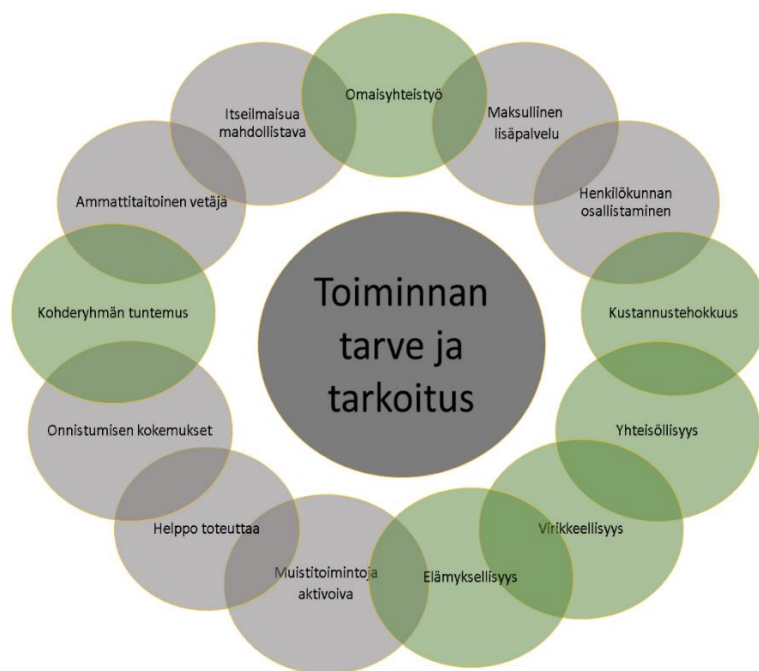 Omaisyhteistyö
Maksullinen
lisäpalvelu
Henkilökunnan
osallistaminen
Kustannustehokkuus
Yhteisöllisyys
Virikkeellisyys
Elämyksellisyys
Muistitoimintoja
aktivoiva
Helppo toteuttaa
Onnistumisen kokemukset
Kohderyhmän tuntemus
Ammattitaitoinen vetäjä
Itseilmaisua
mahdollistava
Toiminnan
tarve ja
tarkoitus